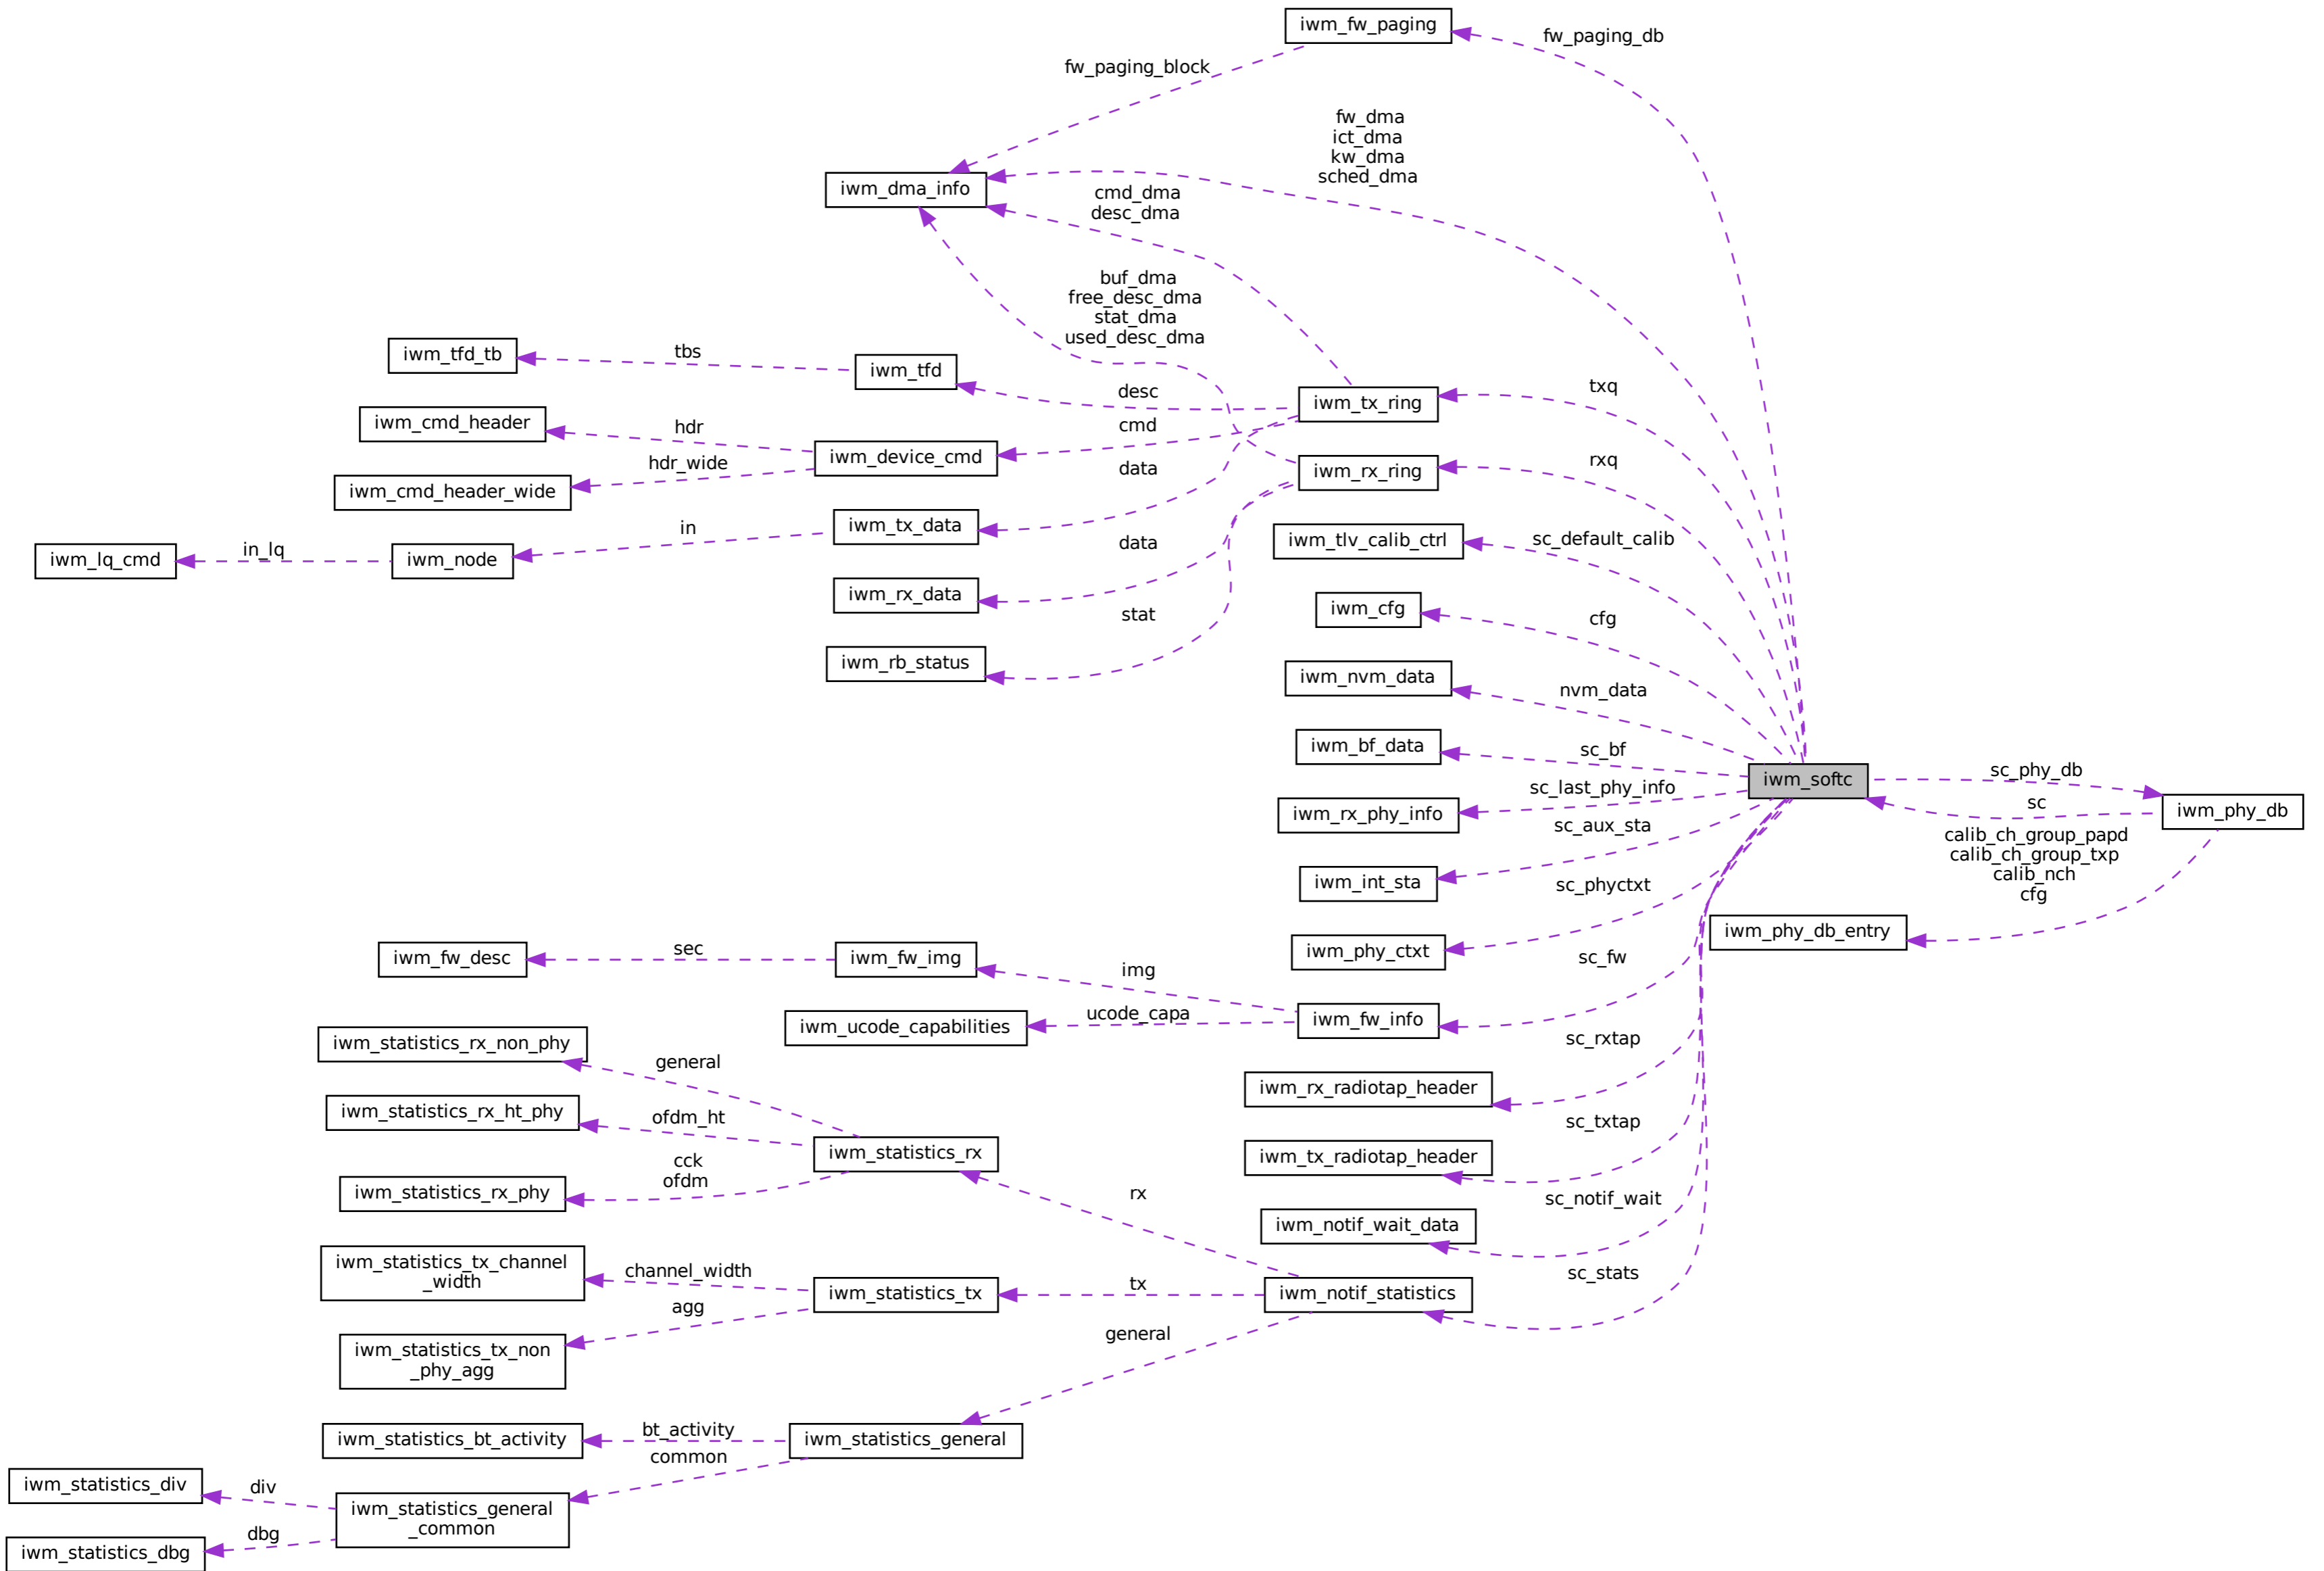 iwm_fw_paging
fw_paging_db
fw_paging_block
fw_dma
ict_dma
kw_dma
sched_dma
iwm_dma_info
cmd_dma
desc_dma
buf_dma
free_desc_dma
stat_dma
used_desc_dma
iwm_tfd_tb
tbs
iwm_tfd
desc
iwm_tx_ring
txq
iwm_cmd_header
hdr
cmd
iwm_device_cmd
hdr_wide
iwm_cmd_header_wide
data
iwm_rx_ring
rxq
iwm_tx_data
in
iwm_lq_cmd
in_lq
iwm_node
data
iwm_tlv_calib_ctrl
sc_default_calib
iwm_rx_data
stat
iwm_cfg
cfg
iwm_rb_status
iwm_nvm_data
nvm_data
iwm_bf_data
sc_bf
iwm_softc
sc_phy_db
sc
iwm_phy_db
iwm_rx_phy_info
sc_last_phy_info
sc_aux_sta
calib_ch_group_papd
calib_ch_group_txp
calib_nch
cfg
iwm_int_sta
sc_phyctxt
iwm_phy_db_entry
iwm_phy_ctxt
sc_fw
iwm_fw_desc
sec
iwm_fw_img
img
iwm_ucode_capabilities
ucode_capa
iwm_fw_info
iwm_statistics_rx_non_phy
general
sc_rxtap
iwm_rx_radiotap_header
iwm_statistics_rx_ht_phy
ofdm_ht
sc_txtap
iwm_statistics_rx
iwm_tx_radiotap_header
cck
ofdm
iwm_statistics_rx_phy
rx
sc_notif_wait
iwm_notif_wait_data
iwm_statistics_tx_channel
_width
channel_width
sc_stats
iwm_statistics_tx
tx
iwm_notif_statistics
agg
general
iwm_statistics_tx_non
_phy_agg
iwm_statistics_bt_activity
bt_activity
common
iwm_statistics_general
iwm_statistics_div
div
iwm_statistics_general
_common
dbg
iwm_statistics_dbg